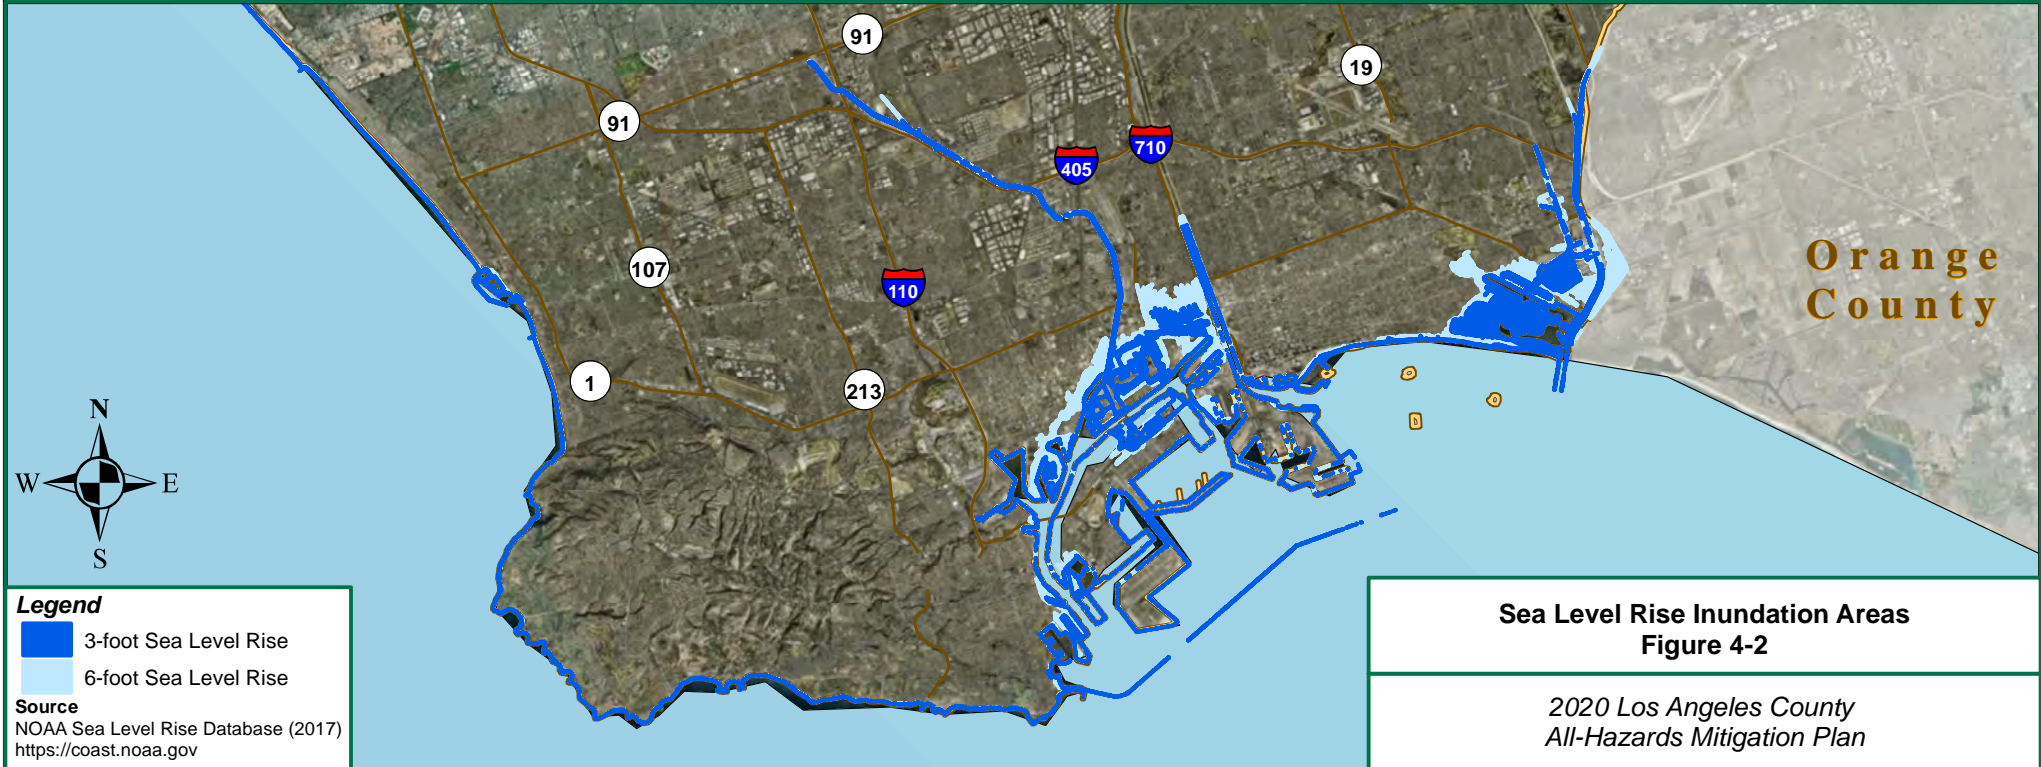 91
19
91
710
405
Orange
County
107
110
1
213
N
W
E
S
Legend
3-foot Sea Level Rise
6-foot Sea Level Rise
Source
NOAA Sea Level Rise Database (2017)
https://coast.noaa.gov
Sea Level Rise Inundation Areas
Figure 4-2
2020 Los Angeles County
All-Hazards Mitigation Plan